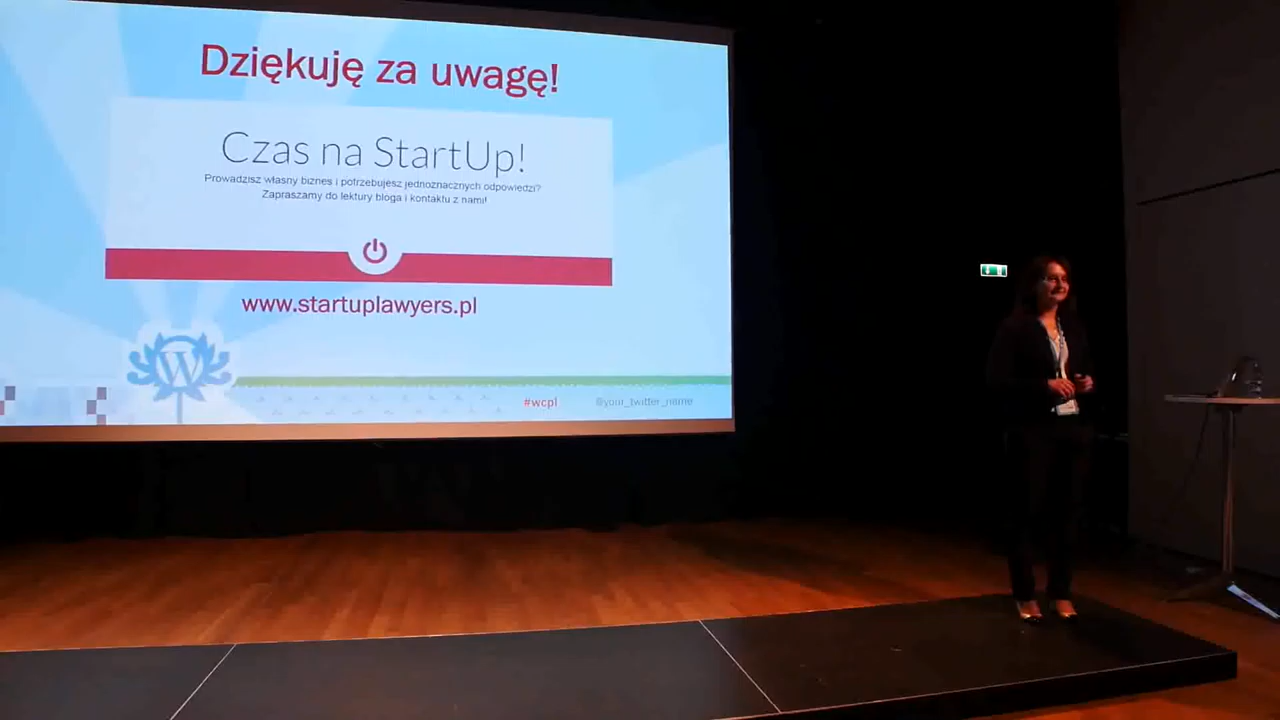 Dziękuję za uwagę!
Czas na StartUp!
Prowadzisz własny biznes i potrzebujesz jednoznacznych odpowiedzi?
Zapraszamy do lektury bloga i kontaktu z nami!
www.startuplawyers.pl
W
#wcpl @your_twitter_name